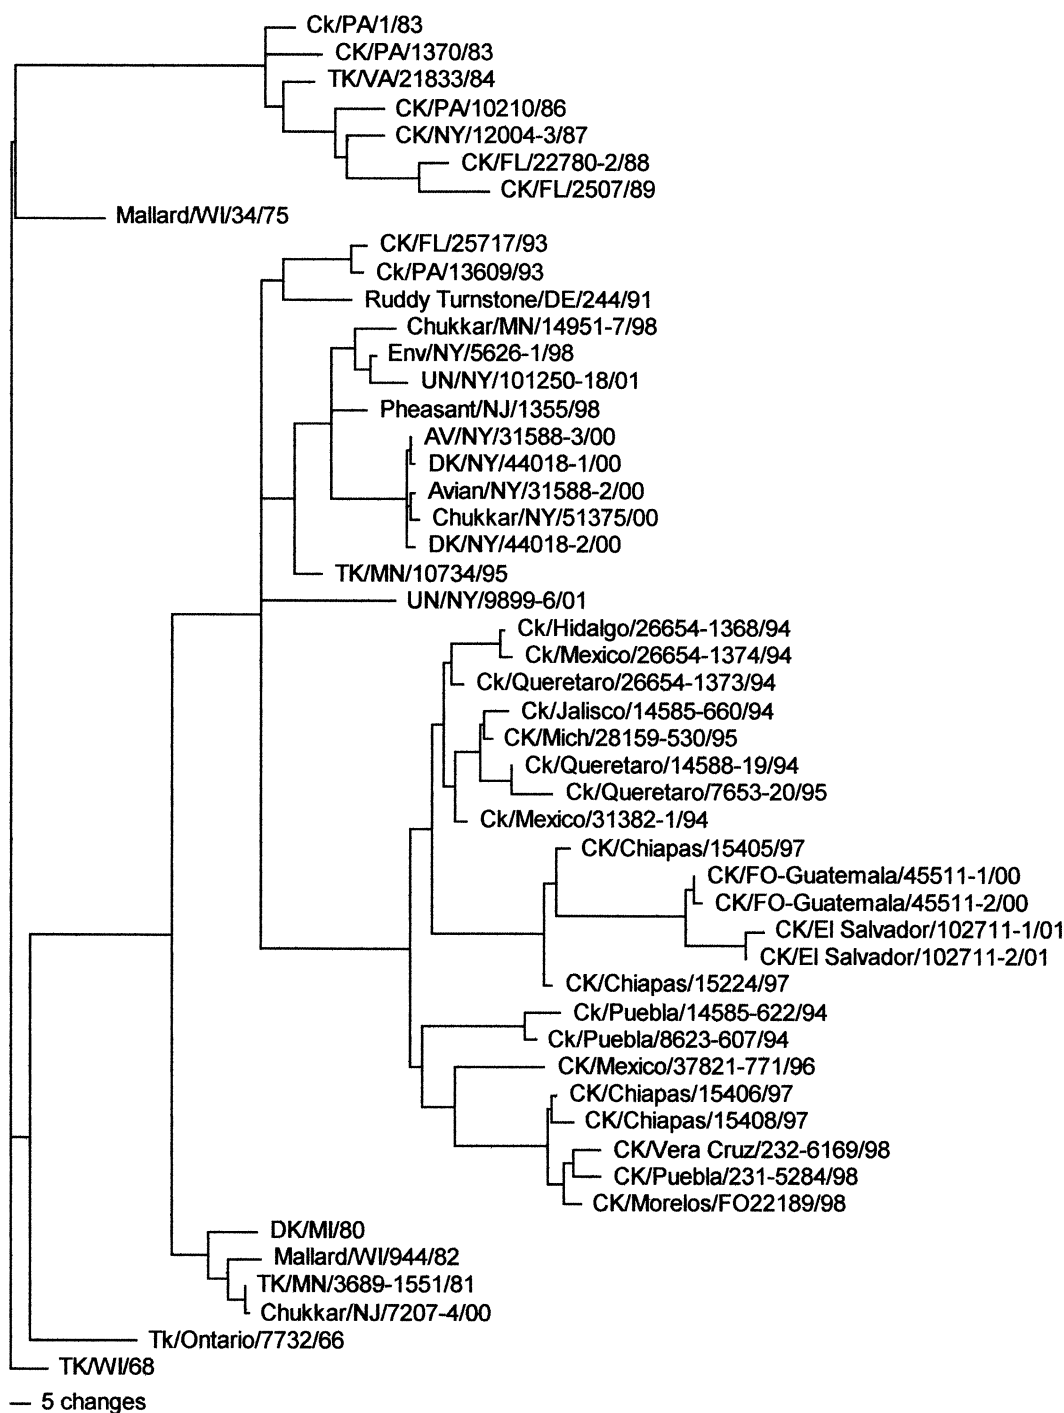 Ck/PA/1/83
CK/PA/1370/83
TK/VA/21833/84
CK/PA/10210/86
CK/NY/12004-3/87
CK/FL/22780-2/88
CK/FL/2507/89
Mallard/WI/34/75
CK/FL/25717/93
Ck/PA/13609/93
Ruddy Turnstone/DE/244/91
Chukkar/MN/14951-7/98
Env/NY/5626-1/98
UN/NY/101250-18/01
Pheasant/NJ/1355/98
AV/NY/31588-3/00
DK/NY/44018-1/00
Avian/NY/31588-2/00
Chukkar/NY/51375/00
DK/NY/44018-2/00
TK/MN/10734/95
UN/NY/9899-6/01
Ck/Hidalgo/26654-1368/94
Ck/Mexico/26654-1374/94
Ck/Queretaro/26654-1373/94
Ck/Jalisco/14585-660/94
CK/Mich/28159-530/95
Ck/Queretaro/14588-19/94
Ck/Queretaro/7653-20/95
Ck/Mexico/31382-1/94
CK/Chiapas/15405/97
CK/FO-Guatemala/45511-1/00
CK/FO-Guatemala/45511-2/00
CK/El Salvador/102711-1/01
CK/El Salvador/102711-2/01
CK/Chiapas/15224/97
Ck/Puebla/14585-622/94
Ck/Puebla/8623-607/94
CK/Mexico/37821-771/96
CK/Chiapas/15406/97
CK/Chiapas/15408/97
CK/Vera Cruz/232-6169/98
CK/Puebla/231-5284/98
CK/Morelos/FO22189/98
DK/MI/80
Mallard/WI/944/82
TK/MN/3689-1551/81
Chukkar/NJ/7207-4/00
Tk/Ontario/7732/66
TK/WI/68
5 changes